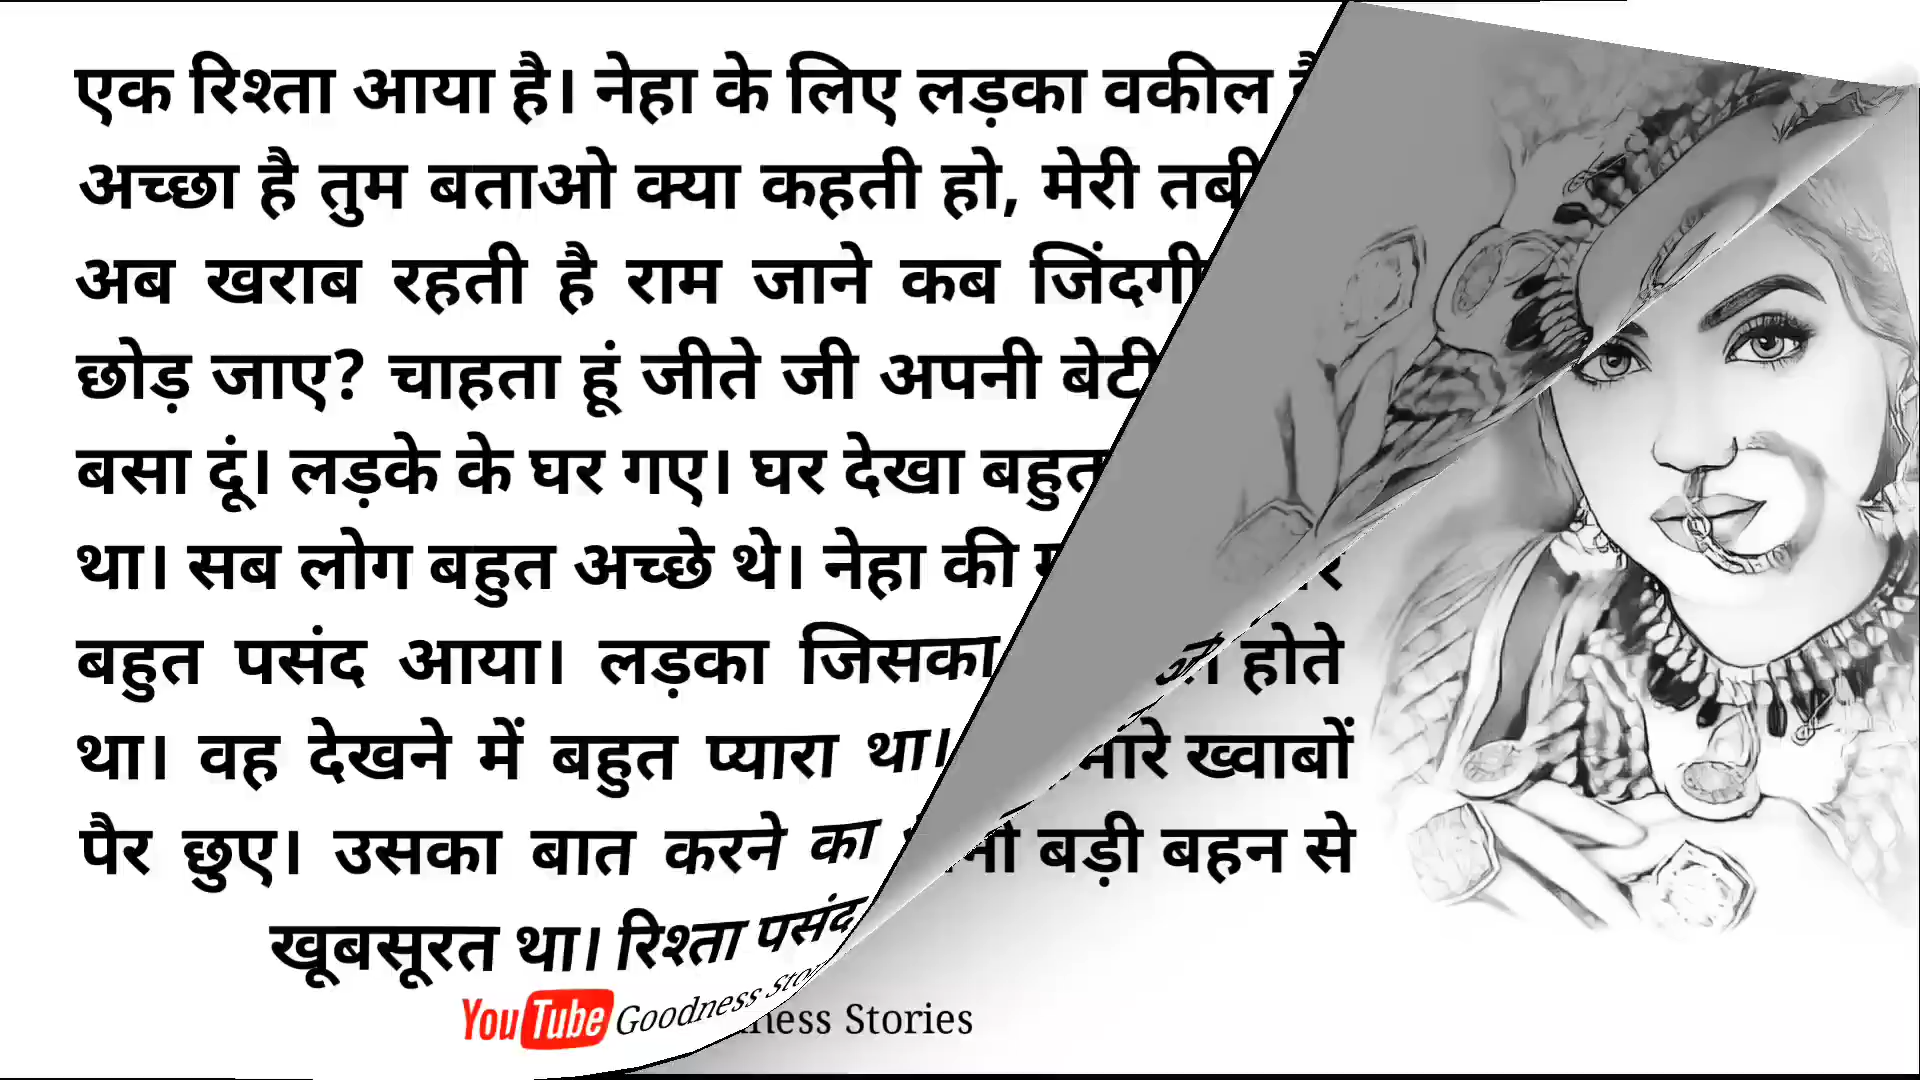 एक रिश्ता आया है। नेहा के लिए लड़का वकील
अच्छा है तुम बताओ क्या कहती हो, मेरी
अब खराब रहती है राम जाने कब जिंदगी
छोड़ जाए? चाहता हूं जीते जी अपनी बेटी
बसा दूं। लड़के के घर गए। घर देखा बहुत
था। सब लोग बहुत अच्छे थे। नेहा की
बहुत पसंद आया। लड़का जिसका होते
था। वह देखने में बहुत प्यारा था। ख्वाबों
पैर छुए। उसका बात करने का बड़ी बहन से
खूबसूरत था। रिश्ता पसंद
YouTube Goodness Stories